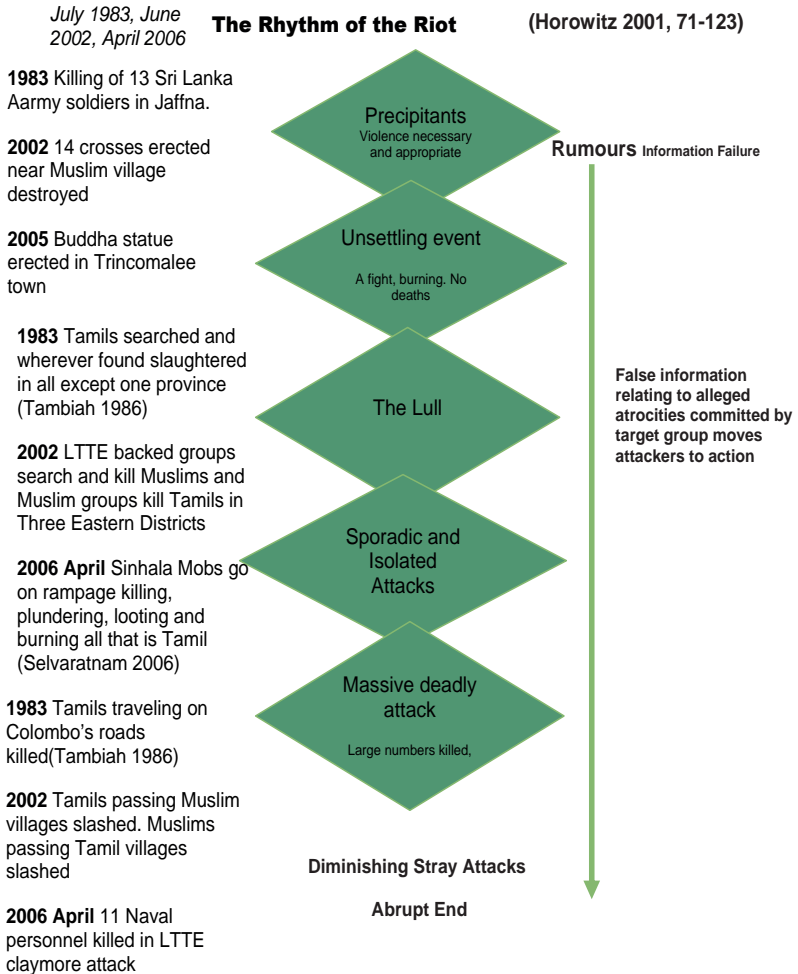 July 1983, June
2002, April 2006
The Rhythm of the Riot
(Horowitz 2001, 71-123)
1983 Killing of 13 Sri Lanka
Aarmy soldiers in Jaffna.
2002 14 crosses erected
near Muslim village
destroyed
2005 Buddha statue
erected in Trincomalee
town
1983 Tamils searched and
wherever found slaughtered
in all except one province
(Tambiah 1986)
2002 LTTE backed groups
search and kill Muslims and
Muslim groups kill Tamils in
Three Eastern Districts
2006 April Sinhala Mobs go
on rampage killing,
plundering, looting and
burning all that is Tamil
(Selvaratnam 2006)
1983 Tamils traveling on
Colombo’s roads
killed(Tambiah 1986)
2002 Tamils passing Muslim
villages slashed. Muslims
passing Tamil villages
slashed
2006 April 11 Naval
personnel killed in LTTE
claymore attack
Precipitants
Violence necessary
and appropriate
Unsettling event
A fight, burning. No
deaths
The Lull
Sporadic and
Isolated
Attacks
Massive deadly
attack
Large numbers killed,
Diminishing Stray Attacks
Abrupt End
Rumours Information Failure
False information
relating to alleged
atrocities committed by
target group moves
attackers to action